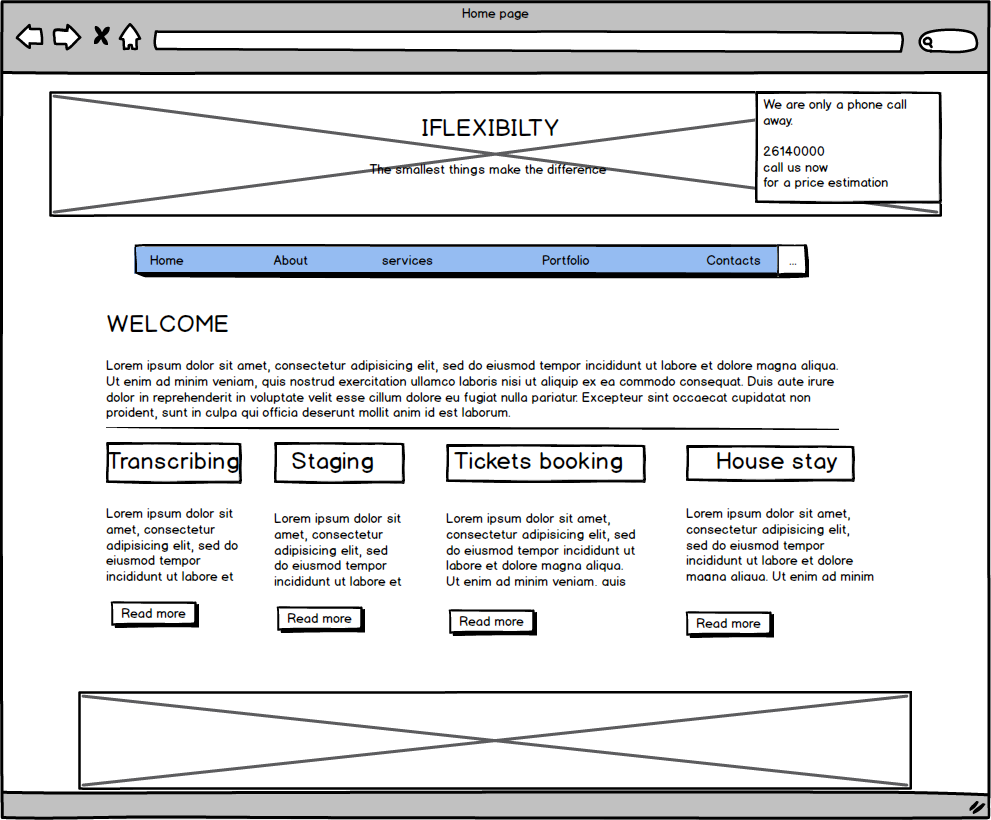 Home page
IFLEXIBILTY
The smallest things make the difference
We are only a phone call
away.
26140000
call us now
for a price estimation
Home About services Portfolio Contacts ...
WELCOME
Lorem ipsum dolor sit amet, consectetur adipisicing elit, sed do eiusmod tempor incididunt ut labore et dolore magna aliqua.
Ut enim ad minim veniam, quis nostrud exercitation ullamco laboris nisi ut aliquip ex ea commodo consequat. Duis aute irure
dolor in reprehenderit in voluptate velit esse cillum dolore eu fugiat nulla pariatur. Excepteur sint occaecat cupidatat non
proident, sunt in culpa qui officia deserunt mollit anim id est laborum.
Transcribing
Lorem ipsum dolor sit
amet, consectetur
adipisicing elit, sed do
eiusmod tempor
incididunt ut labore et
Read more
Staging
Lorem ipsum dolor sit
amet, consectetur
adipisicing elit, sed
do eiusmod tempor
incididunt ut labore et
Read more
Tickets booking
Lorem ipsum dolor sit amet,
consectetur adipisicing elit, sed
do eiusmod tempor incididunt ut
labore et dolore magna aliqua.
Ut enim ad minim veniam, quis
Read more
House stay
Lorem ipsum dolor sit amet,
consectetur adipisicing elit,
sed do eiusmod tempor
incididunt ut labore et dolore
magna aliqua. Ut enim ad minim
Read more